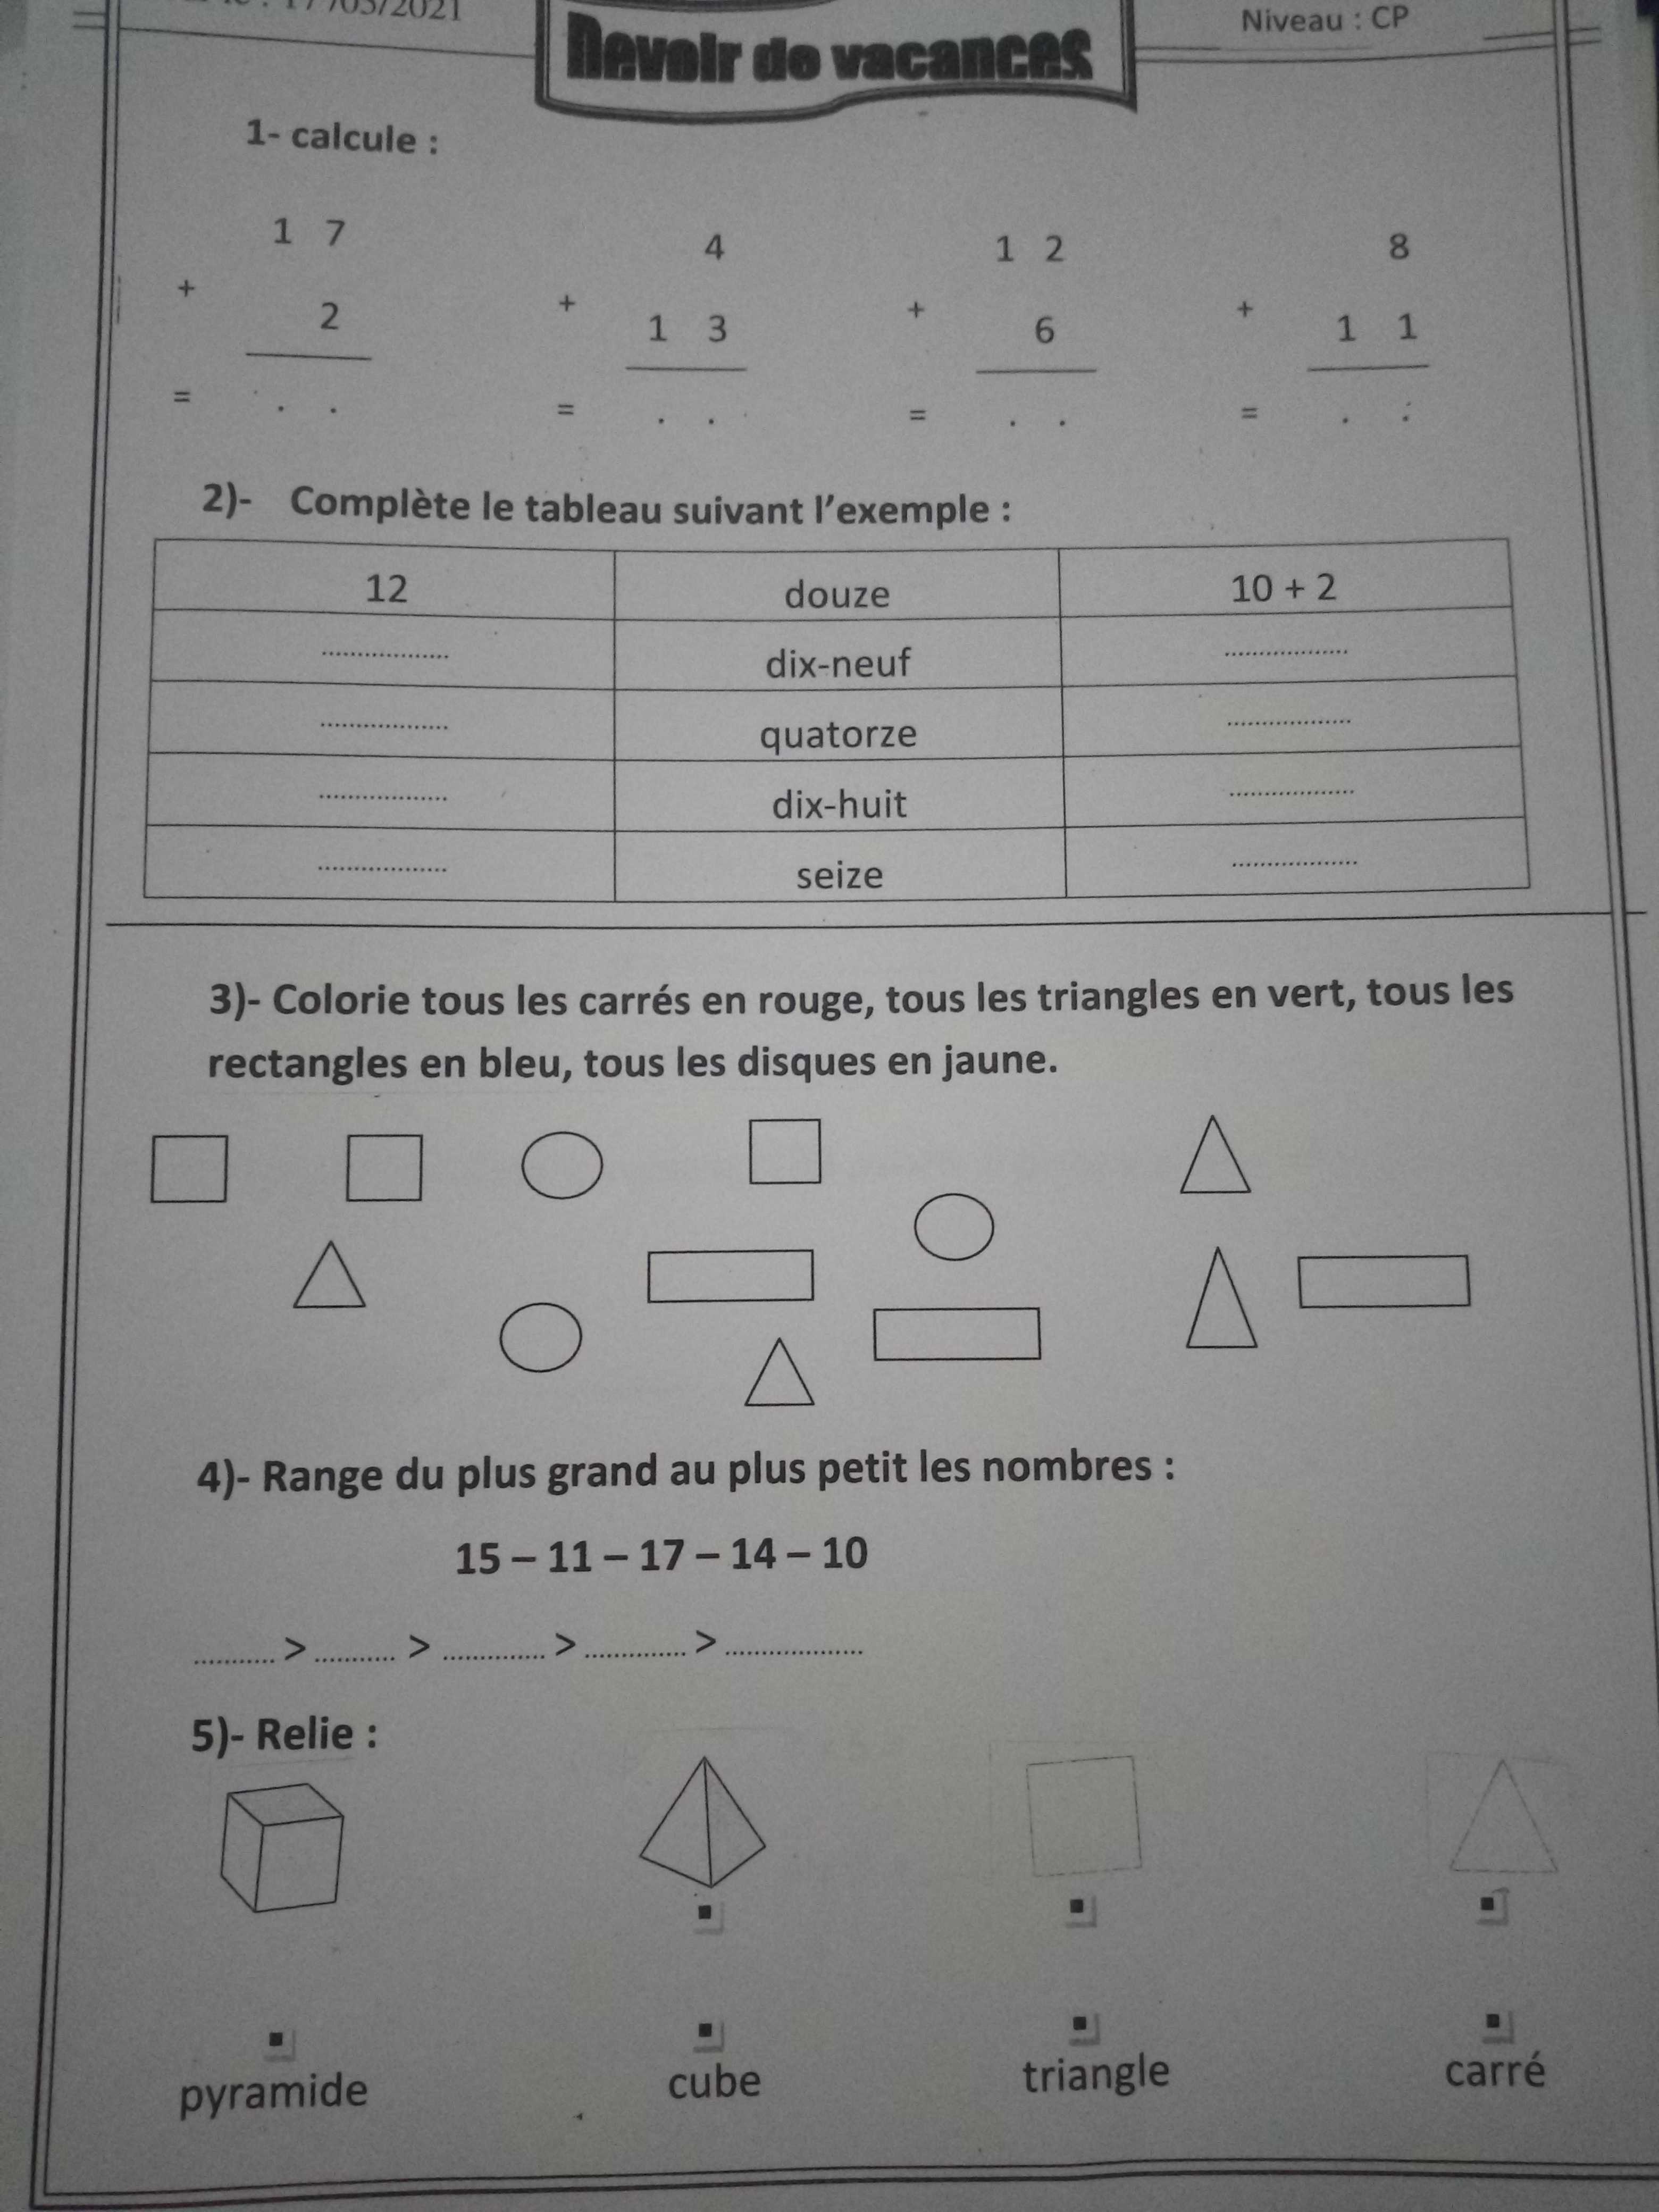 17/05/2021
Devoir de vacances
Niveau : CP
1- calcule :
1 7 4 1 2 8
+ + + +
2 1 3 6 1 1
= . . = . . = . . = . .
2)- Complète le tableau suivant l'exemple :
12 douze 10 + 2
.................. dix-neuf ..................
.................. quatorze ..................
.................. dix-huit ..................
.................. seize ..................
3)- Colorie tous les carrés en rouge, tous les triangles en vert, tous les
rectangles en bleu, tous les disques en jaune.
4)- Range du plus grand au plus petit les nombres :
15 – 11 – 17 – 14 – 10
........... > ........... > .............. > .............. > ...................
5)- Relie :
pyramide cube triangle carré